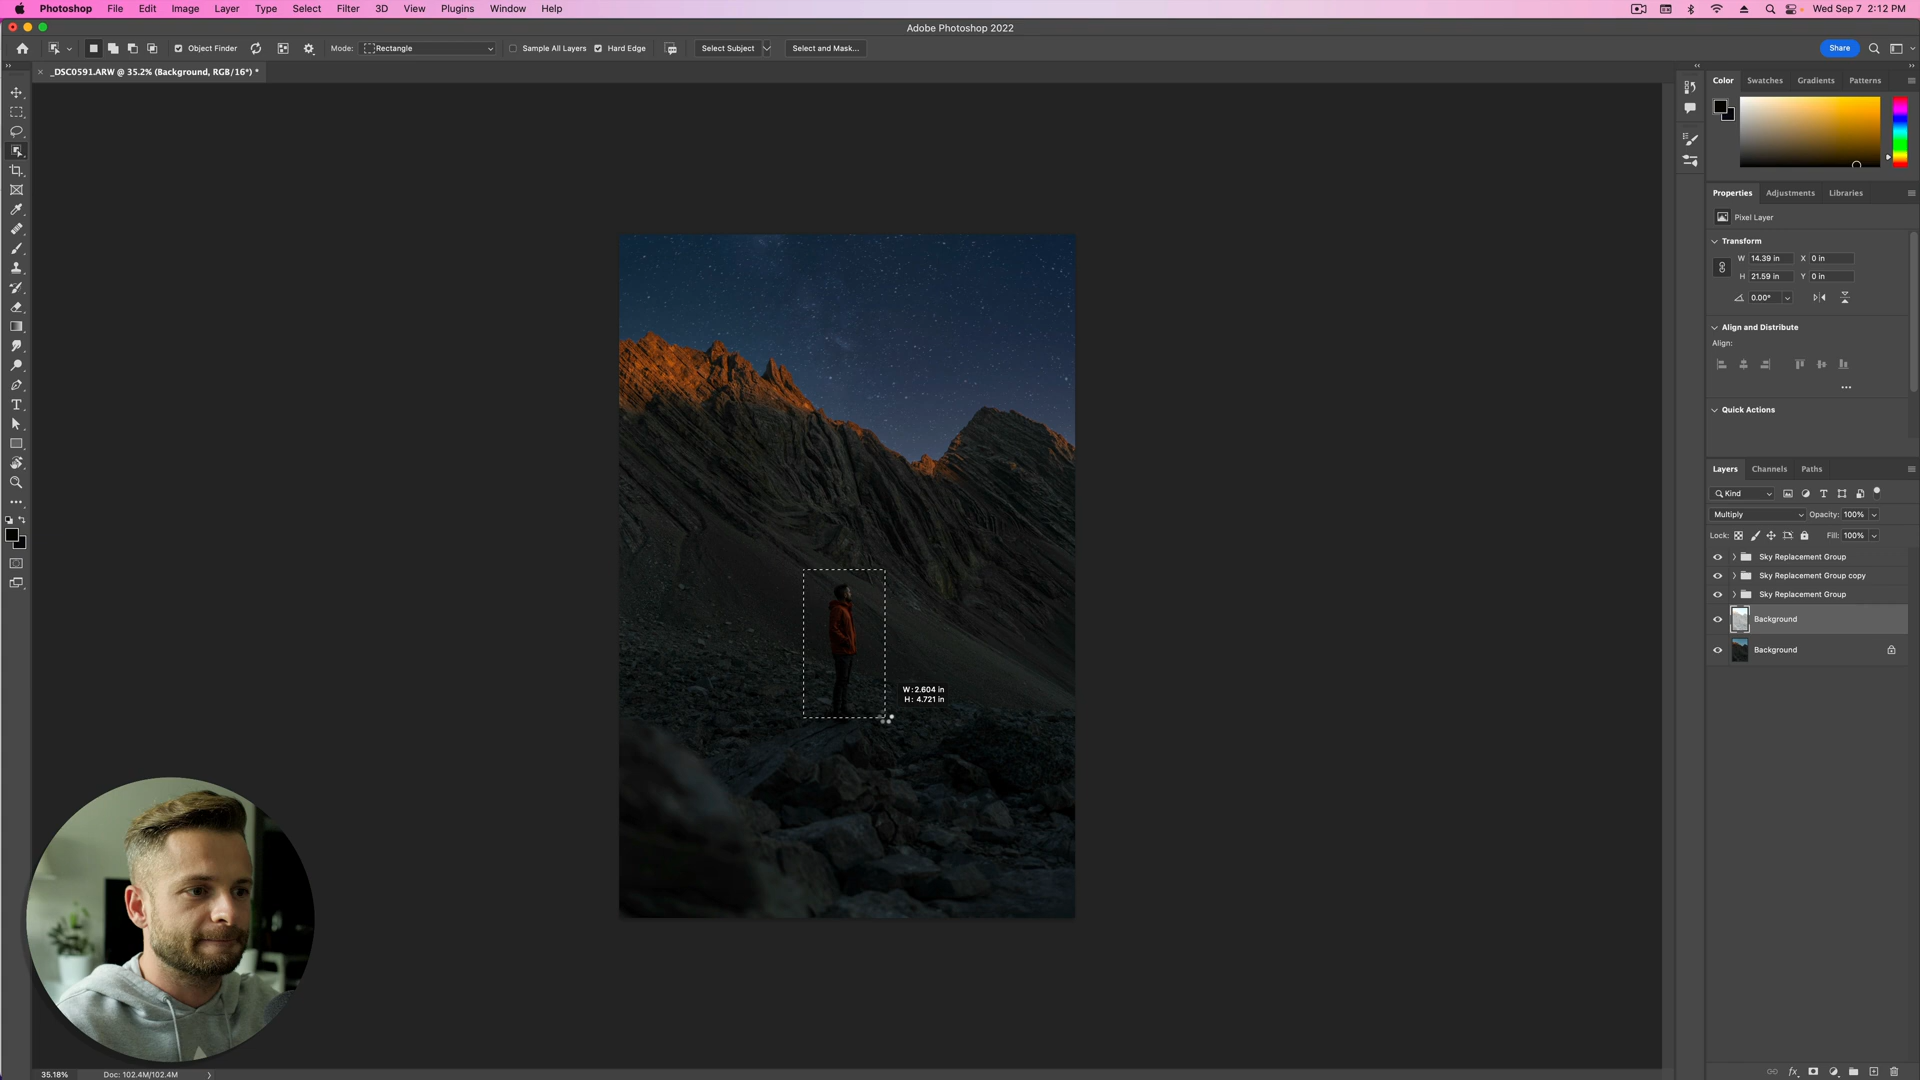 Photoshop File Edit Image Layer Type Select Filter 3D View Plugins Window Help
Wed Sep 7 2:12 PM
Adobe Photoshop 2022
Object Finder
Mode: Rectangle
Sample All Layers
Hard Edge
Select Subject
Select and Mask...
Share
_DSC0591.ARW @ 35.2% (Background, RGB/16*) *
Color Swatches Gradients Patterns
Properties Adjustments Libraries
Pixel Layer
Transform
W 14.39 in X 0 in
H 21.59 in Y 0 in
0.00°
Align and Distribute
Align:
Quick Actions
Layers Channels Paths
Kind
Multiply Opacity: 100%
Lock: Fill: 100%
Sky Replacement Group
Sky Replacement Group copy
Sky Replacement Group
Background
Background
W: 2.604 in
H: 4.721 in
35.18% Doc: 102.4M/102.4M